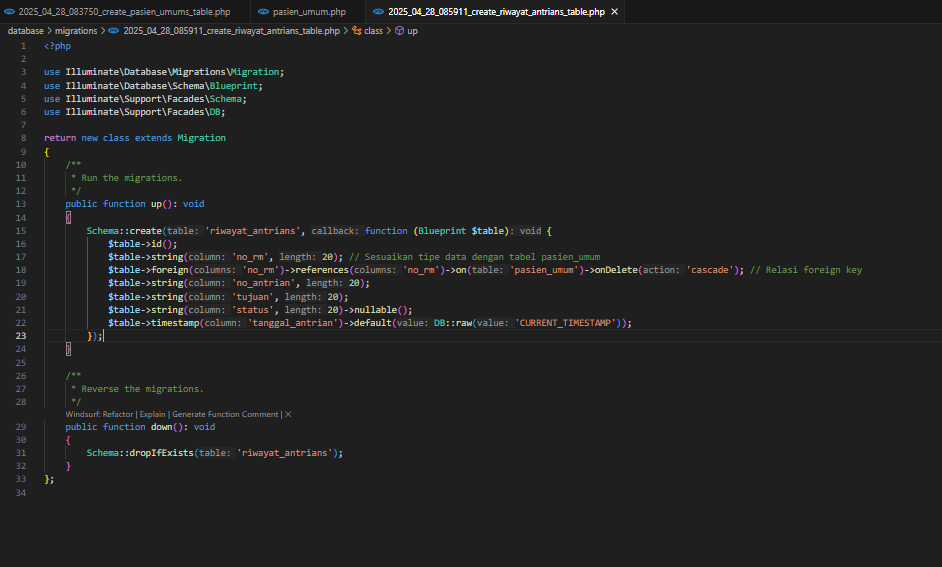 2025_04_28_083750_create_pasien_umums_table.php pasien_umum.php 2025_04_28_085911_create_riwayat_antrians_table.php ×
database > migrations > 2025_04_28_085911_create_riwayat_antrians_table.php > class > up
1 <?php
2
3 use Illuminate\Database\Migrations\Migration;
4 use Illuminate\Database\Schema\Blueprint;
5 use Illuminate\Support\Facades\Schema;
6 use Illuminate\Support\Facades\DB;
7
8 return new class extends Migration
9 {
10 /**
11 * Run the migrations.
12 */
13 public function up(): void
14 {
15 Schema::create(table: 'riwayat_antrians', callback: function (Blueprint $table): void {
16 $table->id();
17 $table->string(column: 'no_rm', length: 20); // Sesuaikan tipe data dengan tabel pasien_umum
18 $table->foreign(columns: 'no_rm')->references(columns: 'no_rm')->on(table: 'pasien_umum')->onDelete(action: 'cascade'); // Relasi foreign key
19 $table->string(column: 'no_antrian', length: 20);
20 $table->string(column: 'tujuan', length: 20);
21 $table->string(column: 'status', length: 20)->nullable();
22 $table->timestamp(column: 'tanggal_antrian')->default(value: DB::raw(value: 'CURRENT_TIMESTAMP'));
23 });
24 }
25
26 /**
27 * Reverse the migrations.
28 */
Windsurf: Refactor | Explain | Generate Function Comment | ×
29 public function down(): void
30 {
31 Schema::dropIfExists(table: 'riwayat_antrians');
32 }
33 };
34